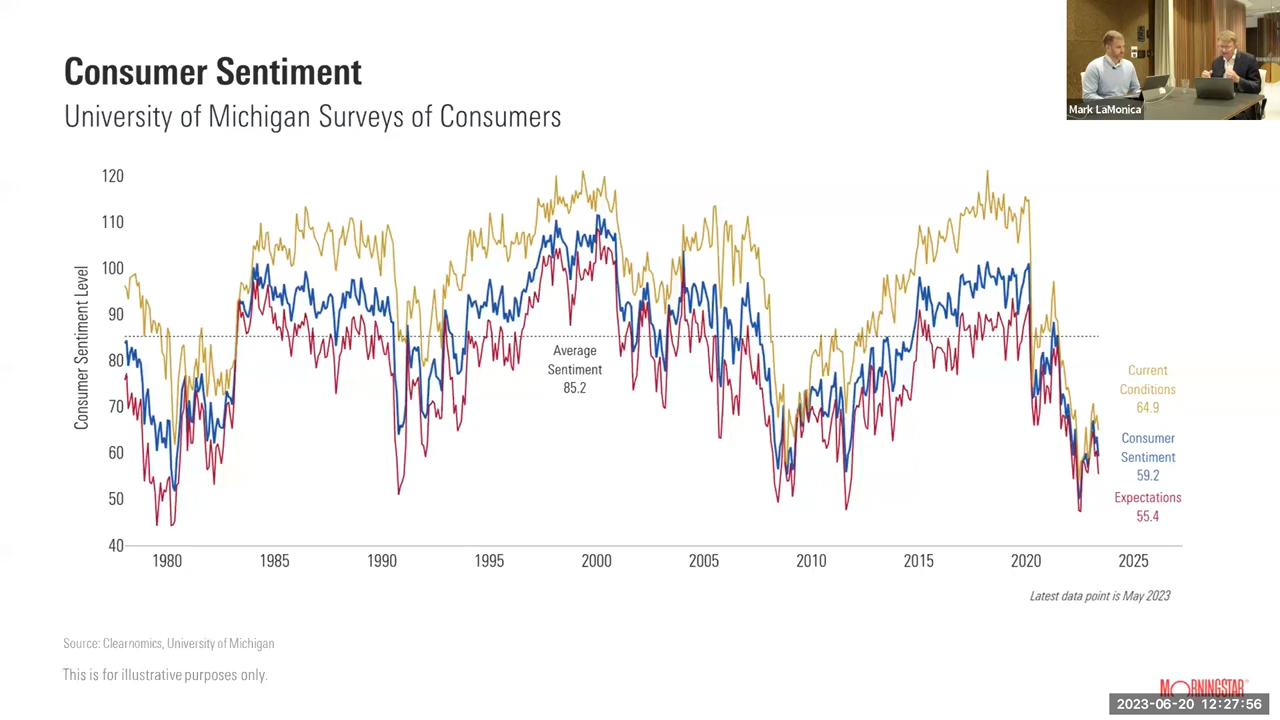 Consumer Sentiment
University of Michigan Surveys of Consumers
Mark LaMonica
Consumer Sentiment Level
120
110
100
90
80
70
60
50
40
Average
Sentiment
85.2
Current
Conditions
64.9
Consumer
Sentiment
59.2
Expectations
55.4
1980 1985 1990 1995 2000 2005 2010 2015 2020 2025
Latest data point is May 2023
Source: Clearnomics, University of Michigan
This is for illustrative purposes only.
MORNINGSTAR®
2023-06-20 12:27:56